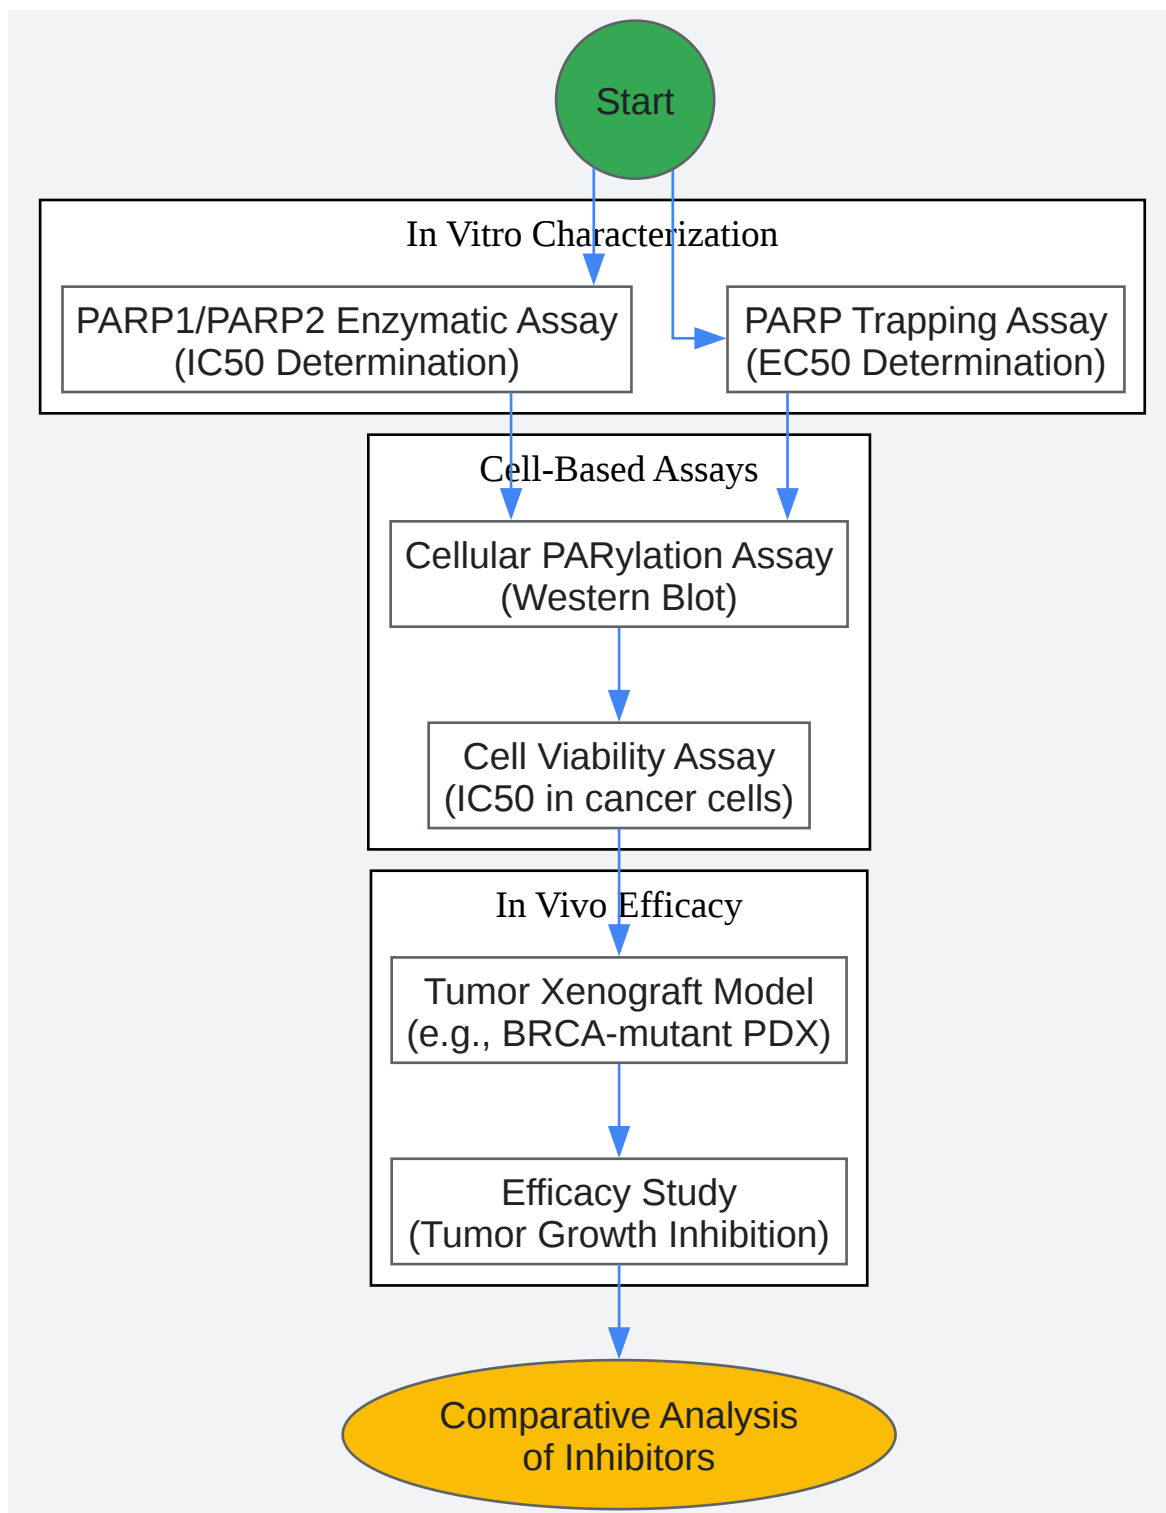 Start
In Vitro Characterization
PARP1/PARP2 Enzymatic Assay
(IC50 Determination)
PARP Trapping Assay
(EC50 Determination)
Cell-Based Assays
Cellular PARylation Assay
(Western Blot)
Cell Viability Assay
(IC50 in cancer cells)
In Vivo Efficacy
Tumor Xenograft Model
(e.g., BRCA-mutant PDX)
Efficacy Study
(Tumor Growth Inhibition)
Comparative Analysis
of Inhibitors